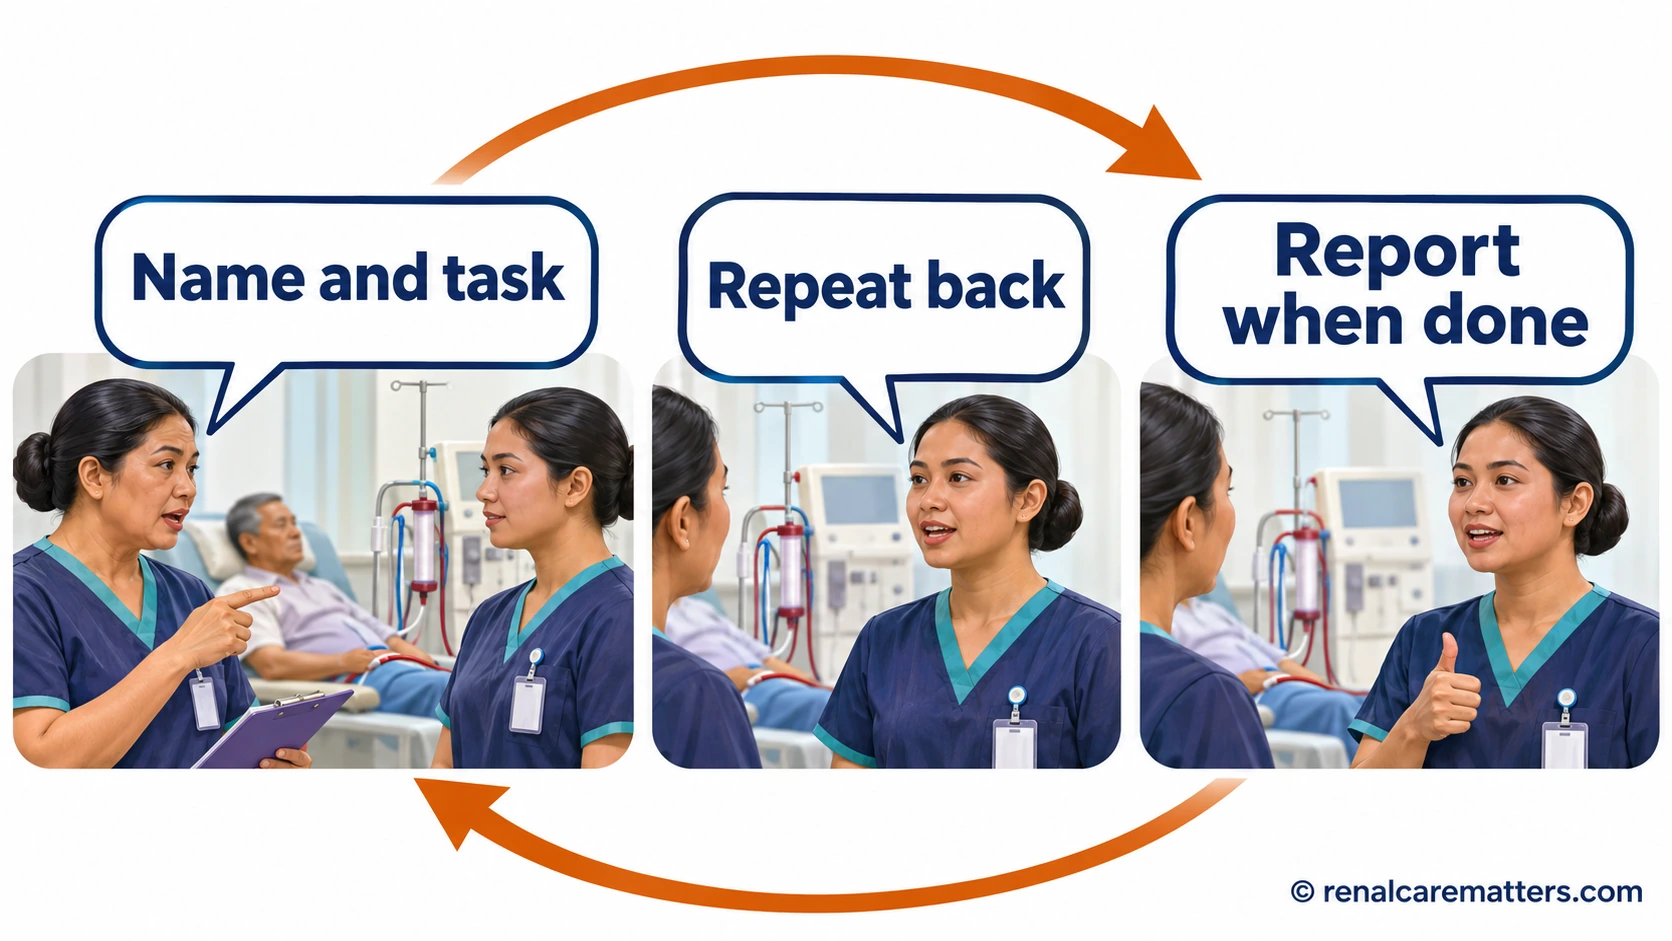 Name and task
Repeat back
Report
when done
© renalcarematters.com